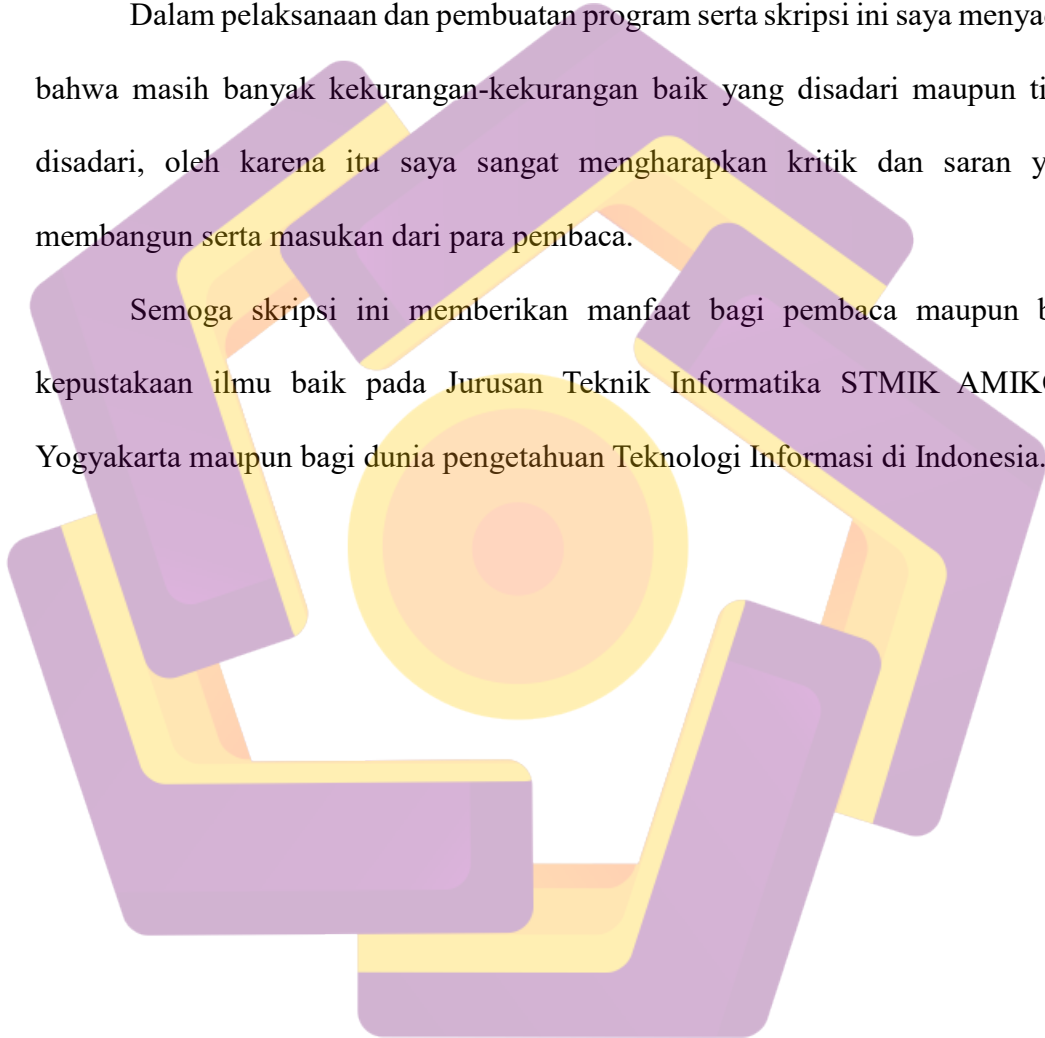 Dalam pelaksanaan dan pembuatan program serta skripsi ini saya
bahwa masih banyak kekurangan-kekurangan baik yang disadari maupun
disadari, oleh karena itu saya sangat mengharapkan kritik dan saran
membangun serta masukan dari para pembaca.
Semoga skripsi ini memberikan manfaat bagi pembaca maupun
kepustakaan ilmu baik pada Jurusan Teknik Informatika STMIK
Yogyakarta maupun bagi dunia pengetahuan Teknologi Informasi di Indonesia.